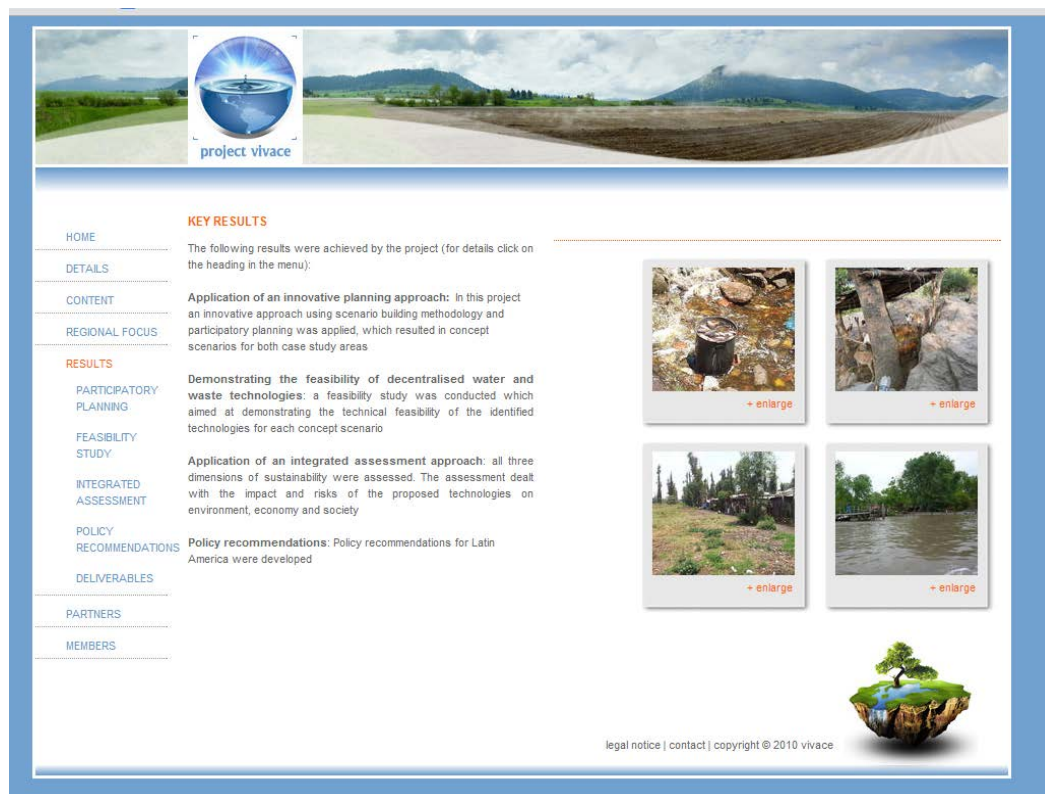 project vivace
HOME
DETAILS
CONTENT
REGIONAL FOCUS
RESULTS
PARTICIPATORY
PLANNING
FEASIBILITY
STUDY
INTEGRATED
ASSESSMENT
POLICY
RECOMMENDATIONS
DELIVERABLES
PARTNERS
MEMBERS
KEY RESULTS
The following results were achieved by the project (for details click on
the heading in the menu):
Application of an innovative planning approach: In this project
an innovative approach using scenario building methodology and
participatory planning was applied, which resulted in concept
scenarios for both case study areas
Demonstrating the feasibility of decentralised water and
waste technologies: a feasibility study was conducted which
aimed at demonstrating the technical feasibility of the identified
technologies for each concept scenario
Application of an integrated assessment approach: all three
dimensions of sustainability were assessed. The assessment dealt
with the impact and risks of the proposed technologies on
environment, economy and society
Policy recommendations: Policy recommendations for Latin
America were developed
+ enlarge
+ enlarge
+ enlarge
+ enlarge
legal notice | contact | copyright © 2010 vivace